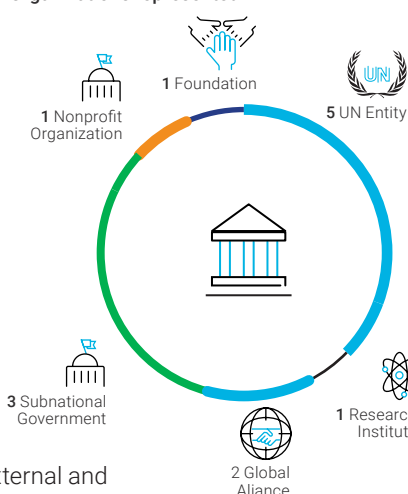 1 Foundation
1 Nonprofit
Organization
UN
5 UN Entity
3 Subnational
Government
1 Researc
Institut
2 Global
Aliance
xternal and